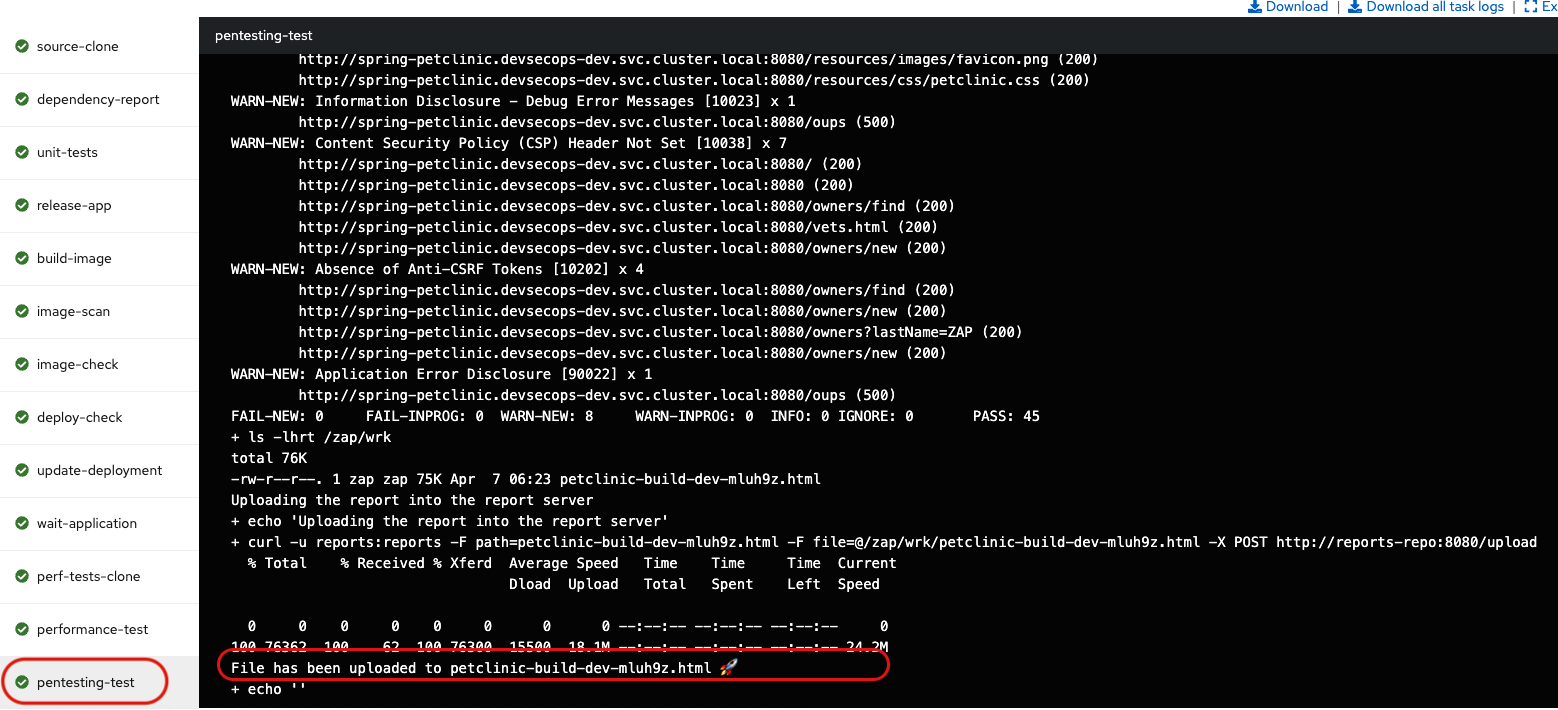 Download | Download all task logs | Ex
source-clone
dependency-report
unit-tests
release-app
build-image
image-scan
image-check
deploy-check
update-deployment
wait-application
perf-tests-clone
performance-test
pentesting-test
pentesting-test
http://spring-petclinic.devsecops-dev.svc.cluster.local:8080/resources/images/favicon.png (200)
http://spring-petclinic.devsecops-dev.svc.cluster.local:8080/resources/css/petclinic.css (200)
WARN-NEW: Information Disclosure - Debug Error Messages [10023] x 1
http://spring-petclinic.devsecops-dev.svc.cluster.local:8080/oups (500)
WARN-NEW: Content Security Policy (CSP) Header Not Set [10038] x 7
http://spring-petclinic.devsecops-dev.svc.cluster.local:8080/ (200)
http://spring-petclinic.devsecops-dev.svc.cluster.local:8080 (200)
http://spring-petclinic.devsecops-dev.svc.cluster.local:8080/owners/find (200)
http://spring-petclinic.devsecops-dev.svc.cluster.local:8080/vets.html (200)
http://spring-petclinic.devsecops-dev.svc.cluster.local:8080/owners/new (200)
WARN-NEW: Absence of Anti-CSRF Tokens [10202] x 4
http://spring-petclinic.devsecops-dev.svc.cluster.local:8080/owners/find (200)
http://spring-petclinic.devsecops-dev.svc.cluster.local:8080/owners/new (200)
http://spring-petclinic.devsecops-dev.svc.cluster.local:8080/owners?lastName=ZAP (200)
http://spring-petclinic.devsecops-dev.svc.cluster.local:8080/owners/new (200)
WARN-NEW: Application Error Disclosure [90022] x 1
http://spring-petclinic.devsecops-dev.svc.cluster.local:8080/oups (500)
FAIL-NEW: 0 FAIL-INPROG: 0 WARN-NEW: 8 WARN-INPROG: 0 INFO: 0 IGNORE: 0 PASS: 45
+ ls -lhrt /zap/wrk
total 76K
-rw-r--r--. 1 zap zap 75K Apr 7 06:23 petclinic-build-dev-mluh9z.html
Uploading the report into the report server
+ echo 'Uploading the report into the report server'
+ curl -u reports:reports -F path=petclinic-build-dev-mluh9z.html -F file=@/zap/wrk/petclinic-build-dev-mluh9z.html -X POST http://reports-repo:8080/upload
% Total % Received % Xferd Average Speed Time Time Time Current
Dload Upload Total Spent Left Speed
0 0 0 0 0 0 0 0 --:--:-- --:--:-- --:--:-- 0
100 76362 100 62 100 76300 15500 18.1M --:--:-- --:--:-- --:--:-- 24.2M
File has been uploaded to petclinic-build-dev-mluh9z.html 🚀
+ echo ''